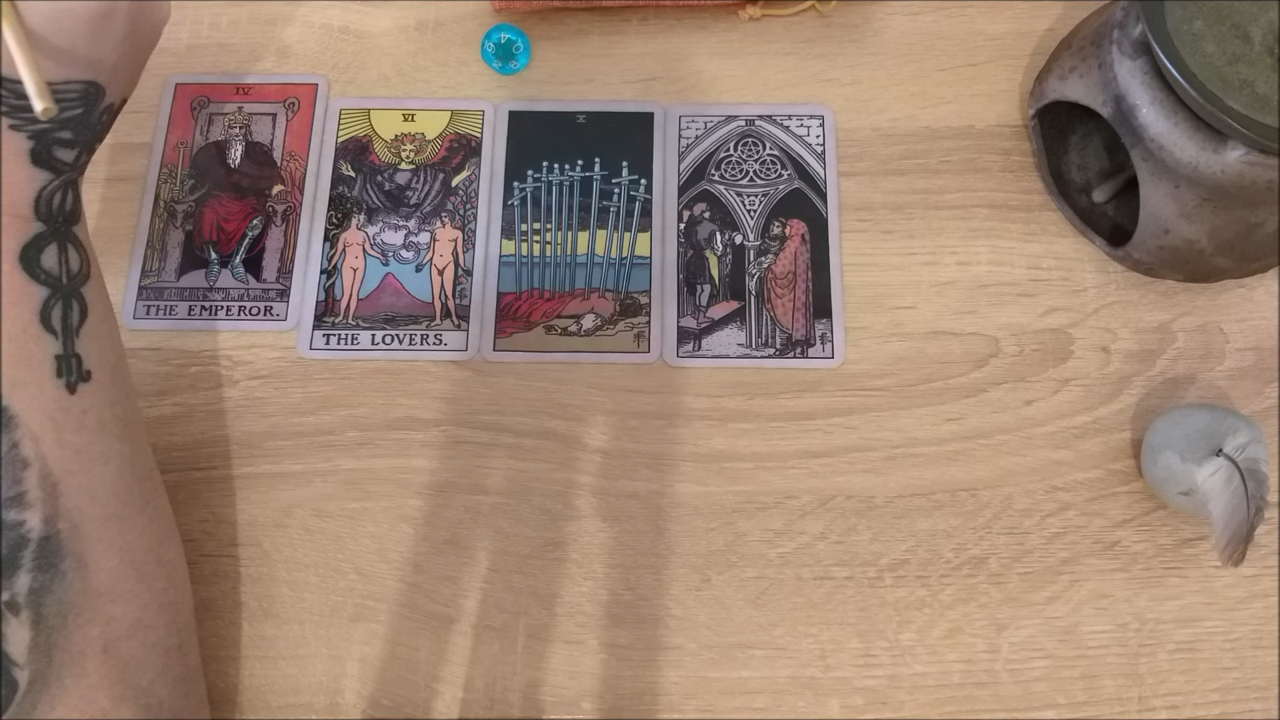 IV
THE EMPEROR.
VI
THE LOVERS.
X